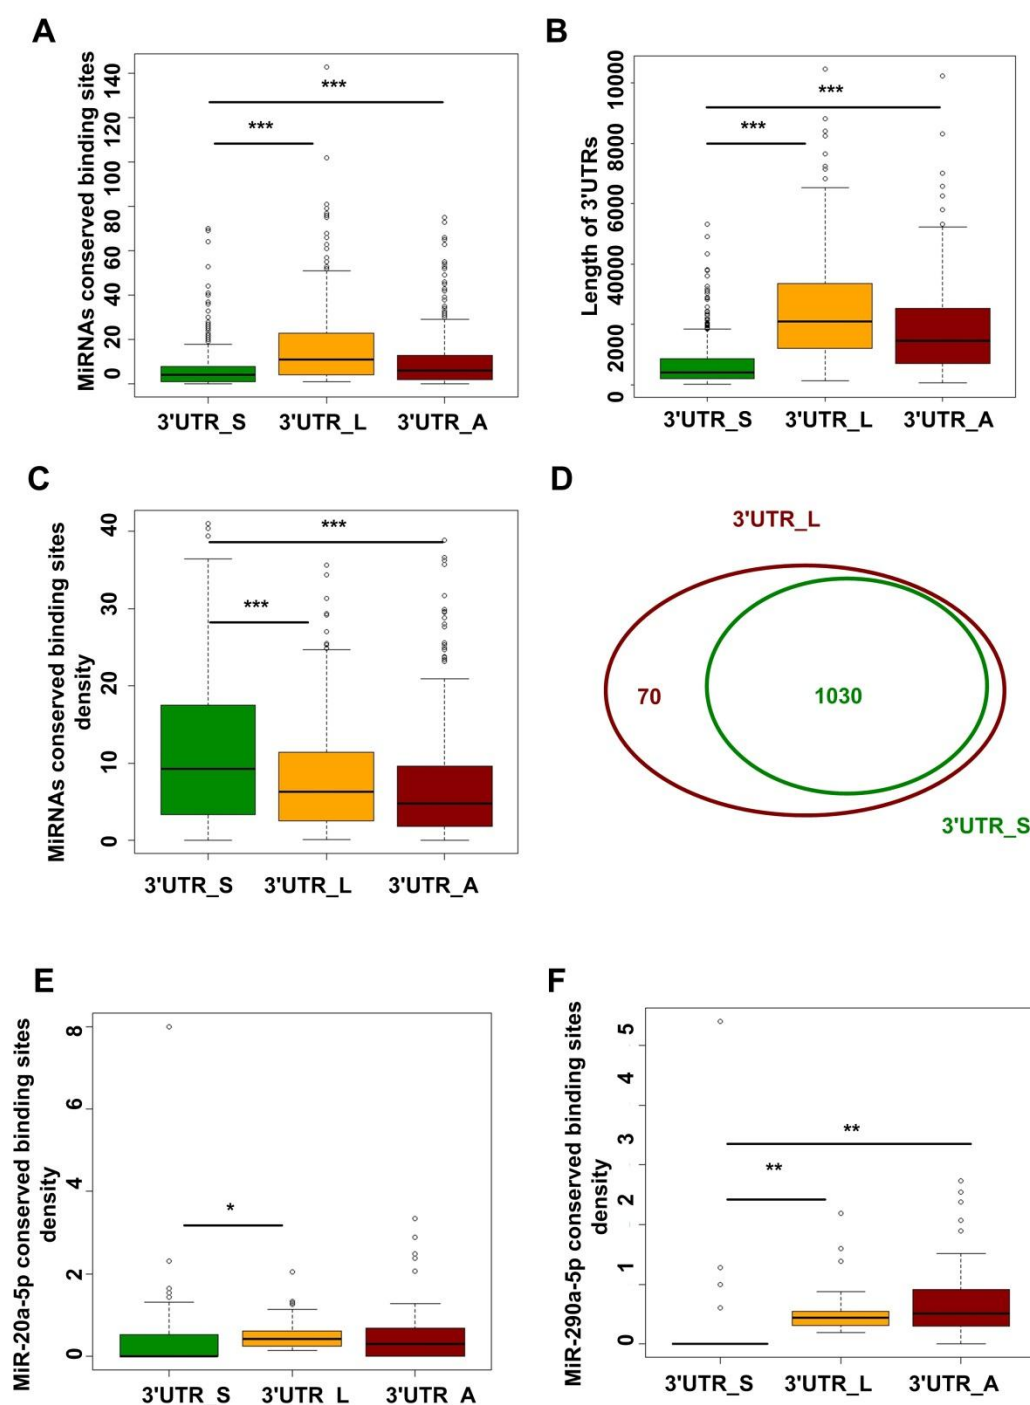 A
MiRNAs conserved binding sites
0 20 40 60 80 100 120 140
***
***
3'UTR_S 3'UTR_L 3'UTR_A
B
Length of 3'UTRs
0 2000 4000 6000 8000 10000
***
***
3'UTR_S 3'UTR_L 3'UTR_A
C
MiRNAs conserved binding sites
density
0 10 20 30 40
***
***
3'UTR_S 3'UTR_L 3'UTR_A
D
3'UTR_L
70
1030
3'UTR_S
E
MiR-20a-5p conserved binding sites
density
0 2 4 6 8
*
3'UTR_S 3'UTR_L 3'UTR_A
F
MiR-290a-5p conserved binding sites
density
0 1 2 3 4 5
**
**
3'UTR_S 3'UTR_L 3'UTR_A